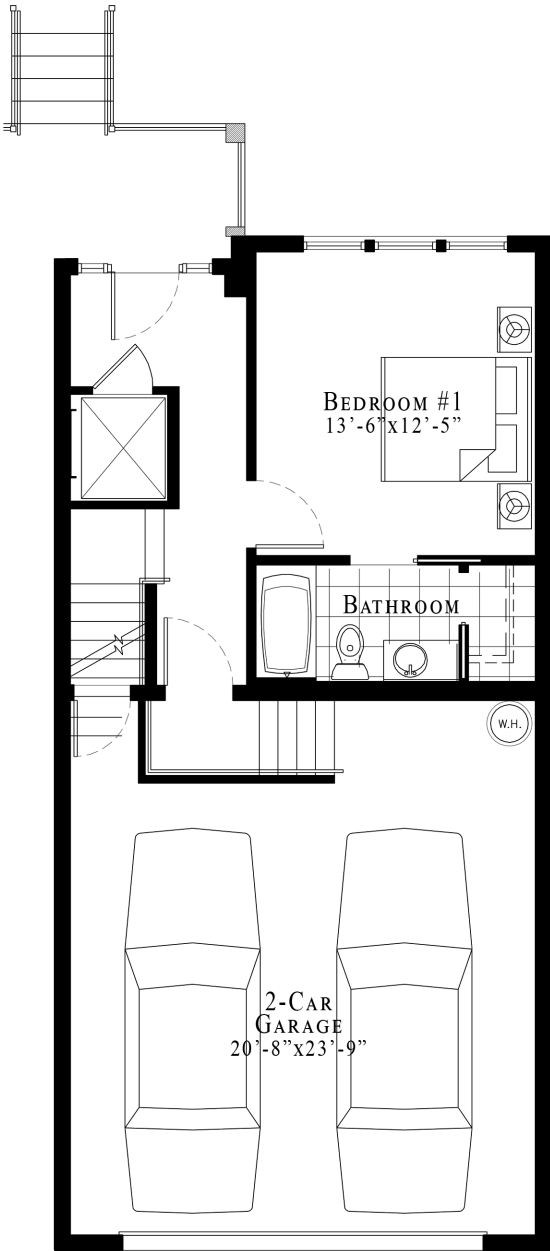 BEDROOM #1
13'-6"x12'-5"
BATHROOM
W.H.
2-CAR
GARAGE
20'-8"x23'-9"